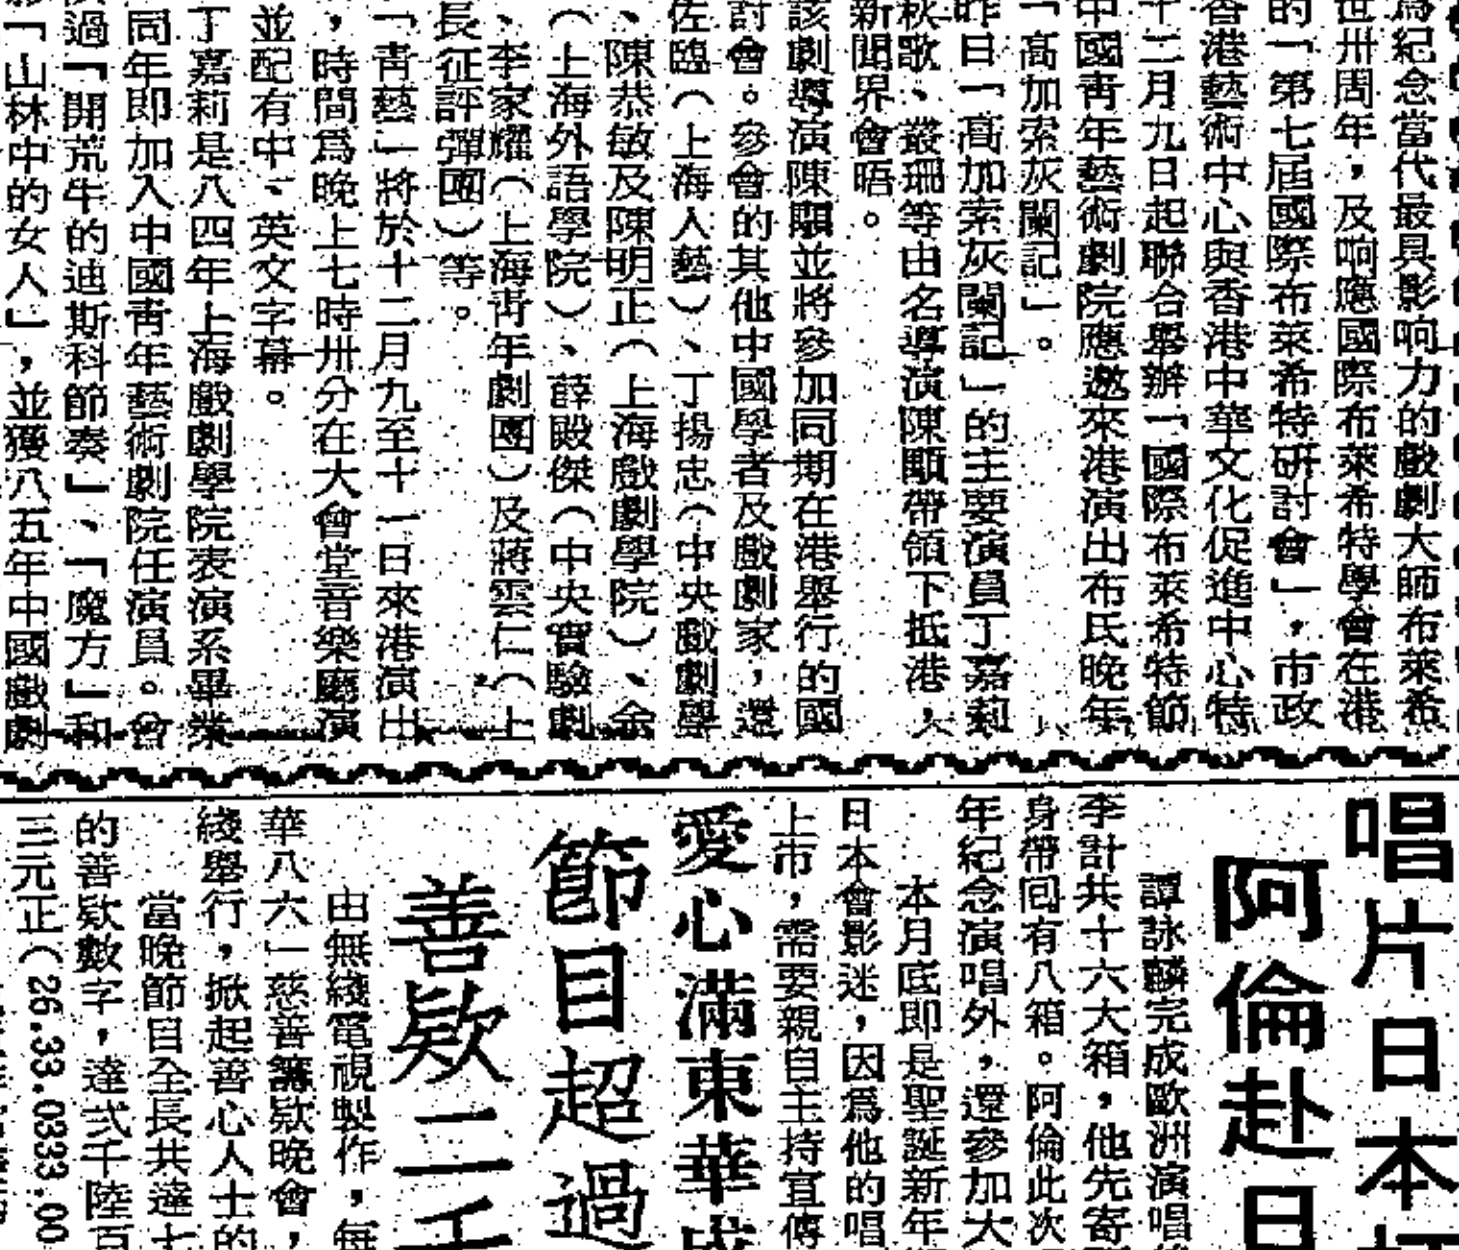 爲紀念當代最具影响力的戲劇大師布萊希
世卅周年，及响應國際布萊希特學會在港
的「第七屆國際布萊希特研討會」，市政
香港藝術中心與香港中華文化促進中心特
十二月九日起聯合舉辦「國際布萊希特節
中國靑年藝術劇院應邀來港演出布氏晚年
「高加索灰闌記」。
昨日「高加索灰闌記」的主要演員丁嘉莉
秋歌、叢珊等由名導演陳顒帶領下抵港，
新聞界會晤。
該劇導演陳顒並將參加同期在港舉行的國
討會。參會的其他中國學者及戲劇家，還
佐臨（上海人藝）、丁揚忠（中央戲劇學
、陳恭敏及陳明正（上海戲劇學院）、余
（上海外語學院）、薛殿傑（中央實驗劇
、李家耀（上海靑年劇團）及蔣雲仁（上
長征評彈團）等。
「靑藝」將於十二月九至十一日來港演出
，時間爲晚上七時卅分在大會堂音樂廳演
並配有中、英文字幕。
丁嘉莉是八四年上海戲劇學院表演系畢業
同年即加入中國靑年藝術劇院任演員。曾
過「開荒牛的迪斯科節奏」、「魔方」和
「山林中的女人」，並獲八五年中國戲劇
唱片日本
阿倫赴日
譚詠麟完成歐洲演唱
李計共十六大箱，他先寄
身帶回有八箱。阿倫此次
年紀念演唱外，還參加大
本月底即是聖誕新年
日本會影迷，因爲他的唱
上市，需要親自主持宣傳
愛心滿東華
節目超過
善欵二千
由無綫電視製作，每
華八六」慈善籌欵晚會，
綫舉行，掀起善心人士的
當晚節目全長共達七
的善欵數字，達弍千陸百
三元正（26.33.0333.00